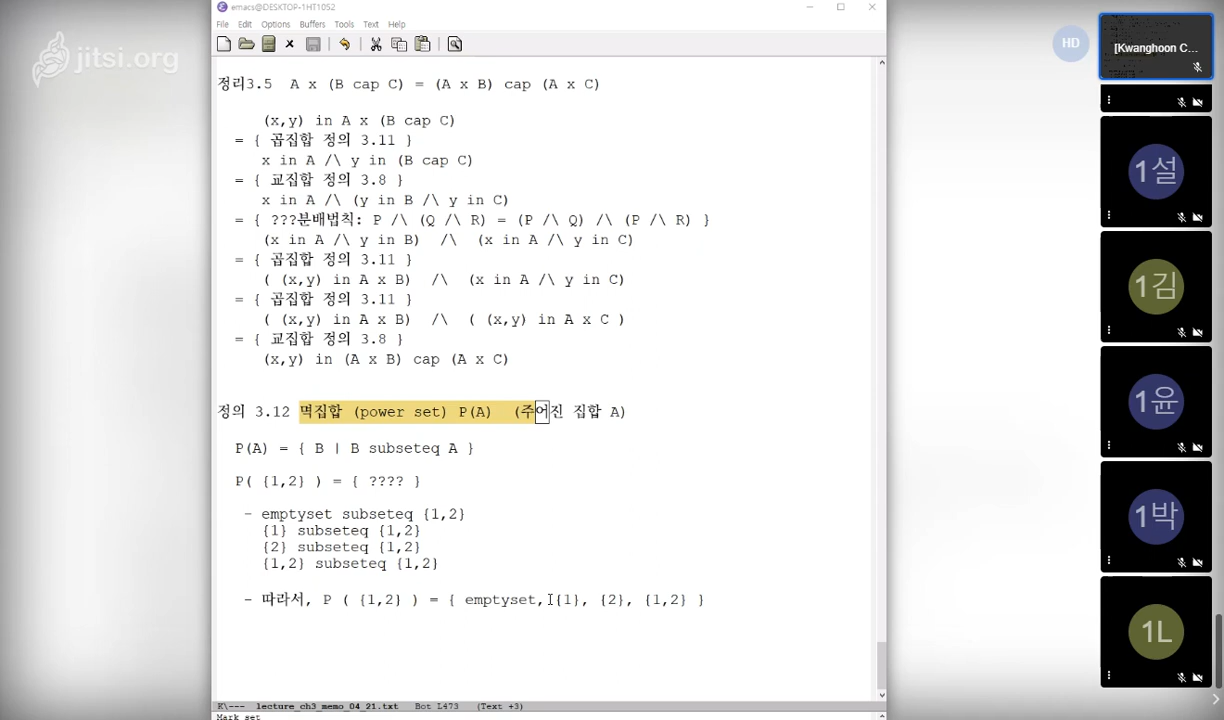 emacs@DESKTOP-1HT1052
File Edit Options Buffers Tools Text Help
jitsi.org
HD
[Kwanghoon C...
정리3.5 A x (B cap C) = (A x B) cap (A x C)
(x,y) in A x (B cap C)
= { 곱집합 정의 3.11 }
x in A /\ y in (B cap C)
= { 교집합 정의 3.8 }
x in A /\ (y in B /\ y in C)
= { ???분배법칙: P /\ (Q /\ R) = (P /\ Q) /\ (P /\ R) }
(x in A /\ y in B) /\ (x in A /\ y in C)
= { 곱집합 정의 3.11 }
( (x,y) in A x B) /\ (x in A /\ y in C)
= { 곱집합 정의 3.11 }
( (x,y) in A x B) /\ ( (x,y) in A x C )
= { 교집합 정의 3.8 }
(x,y) in (A x B) cap (A x C)
정의 3.12 멱집합 (power set) P(A) (주어진 집합 A)
P(A) = { B | B subseteq A }
P( {1,2} ) = { ???? }
- emptyset subseteq {1,2}
{1} subseteq {1,2}
{2} subseteq {1,2}
{1,2} subseteq {1,2}
- 따라서, P ( {1,2} ) = { emptyset, {1}, {2}, {1,2} }
1설
1김
1윤
1박
1L
K\--- lecture_ch3_memo_04_21.txt Bot L473 (Text +3)
Mark set